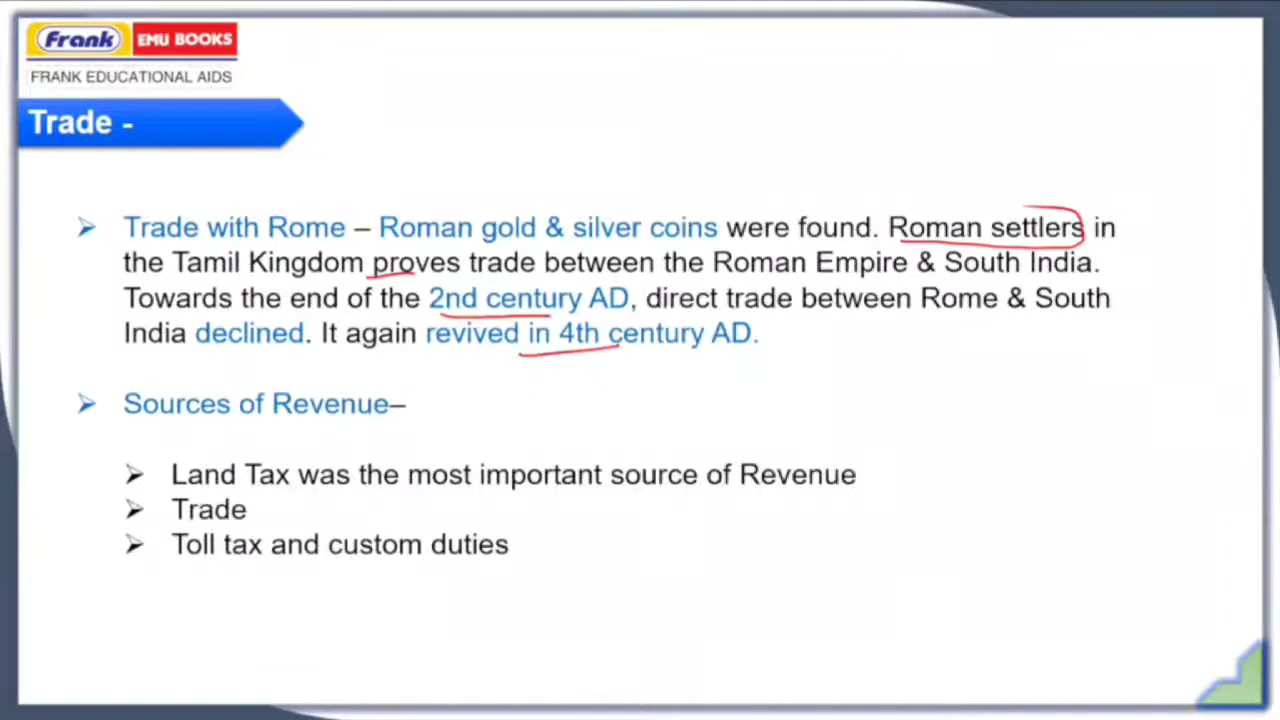 Frank EMU BOOKS
FRANK EDUCATIONAL AIDS
Trade -
Trade with Rome – Roman gold & silver coins were found. Roman settlers in
the Tamil Kingdom proves trade between the Roman Empire & South India.
Towards the end of the 2nd century AD, direct trade between Rome & South
India declined. It again revived in 4th century AD.
Sources of Revenue–
Land Tax was the most important source of Revenue
Trade
Toll tax and custom duties